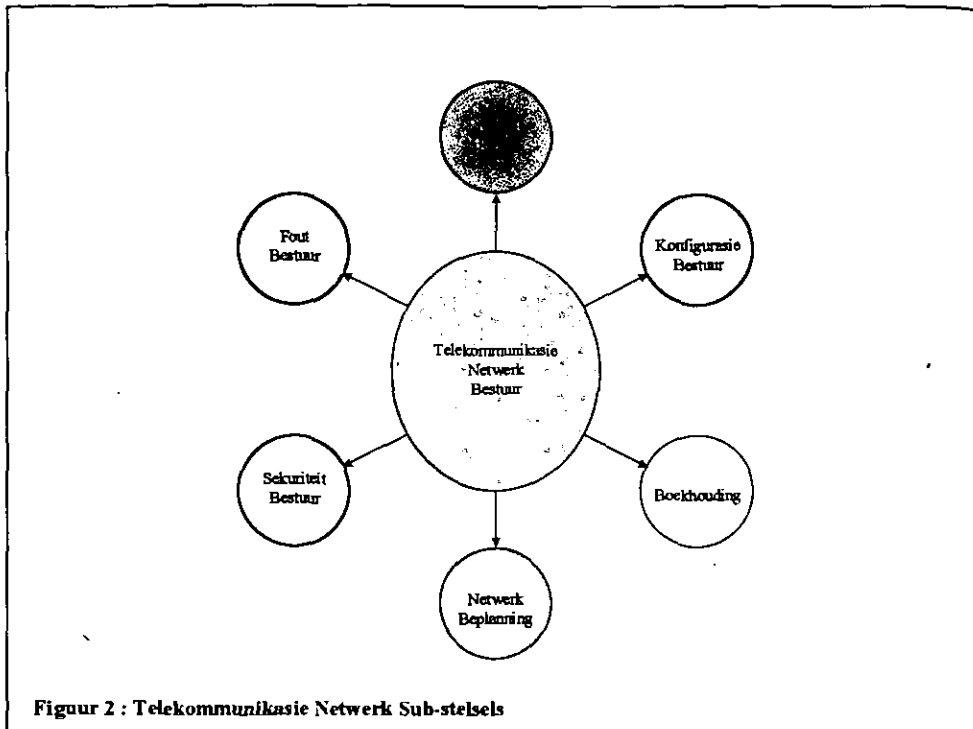 Fout
Bestuur
Konfigurasie
Bestuur
Telekommunikasie
Netwerk
Bestuur
Sekuriteit
Bestuur
Boekhouding
Netwerk
Beplanning
Figuur 2 : Telekommunikasie Netwerk Sub-stelsels